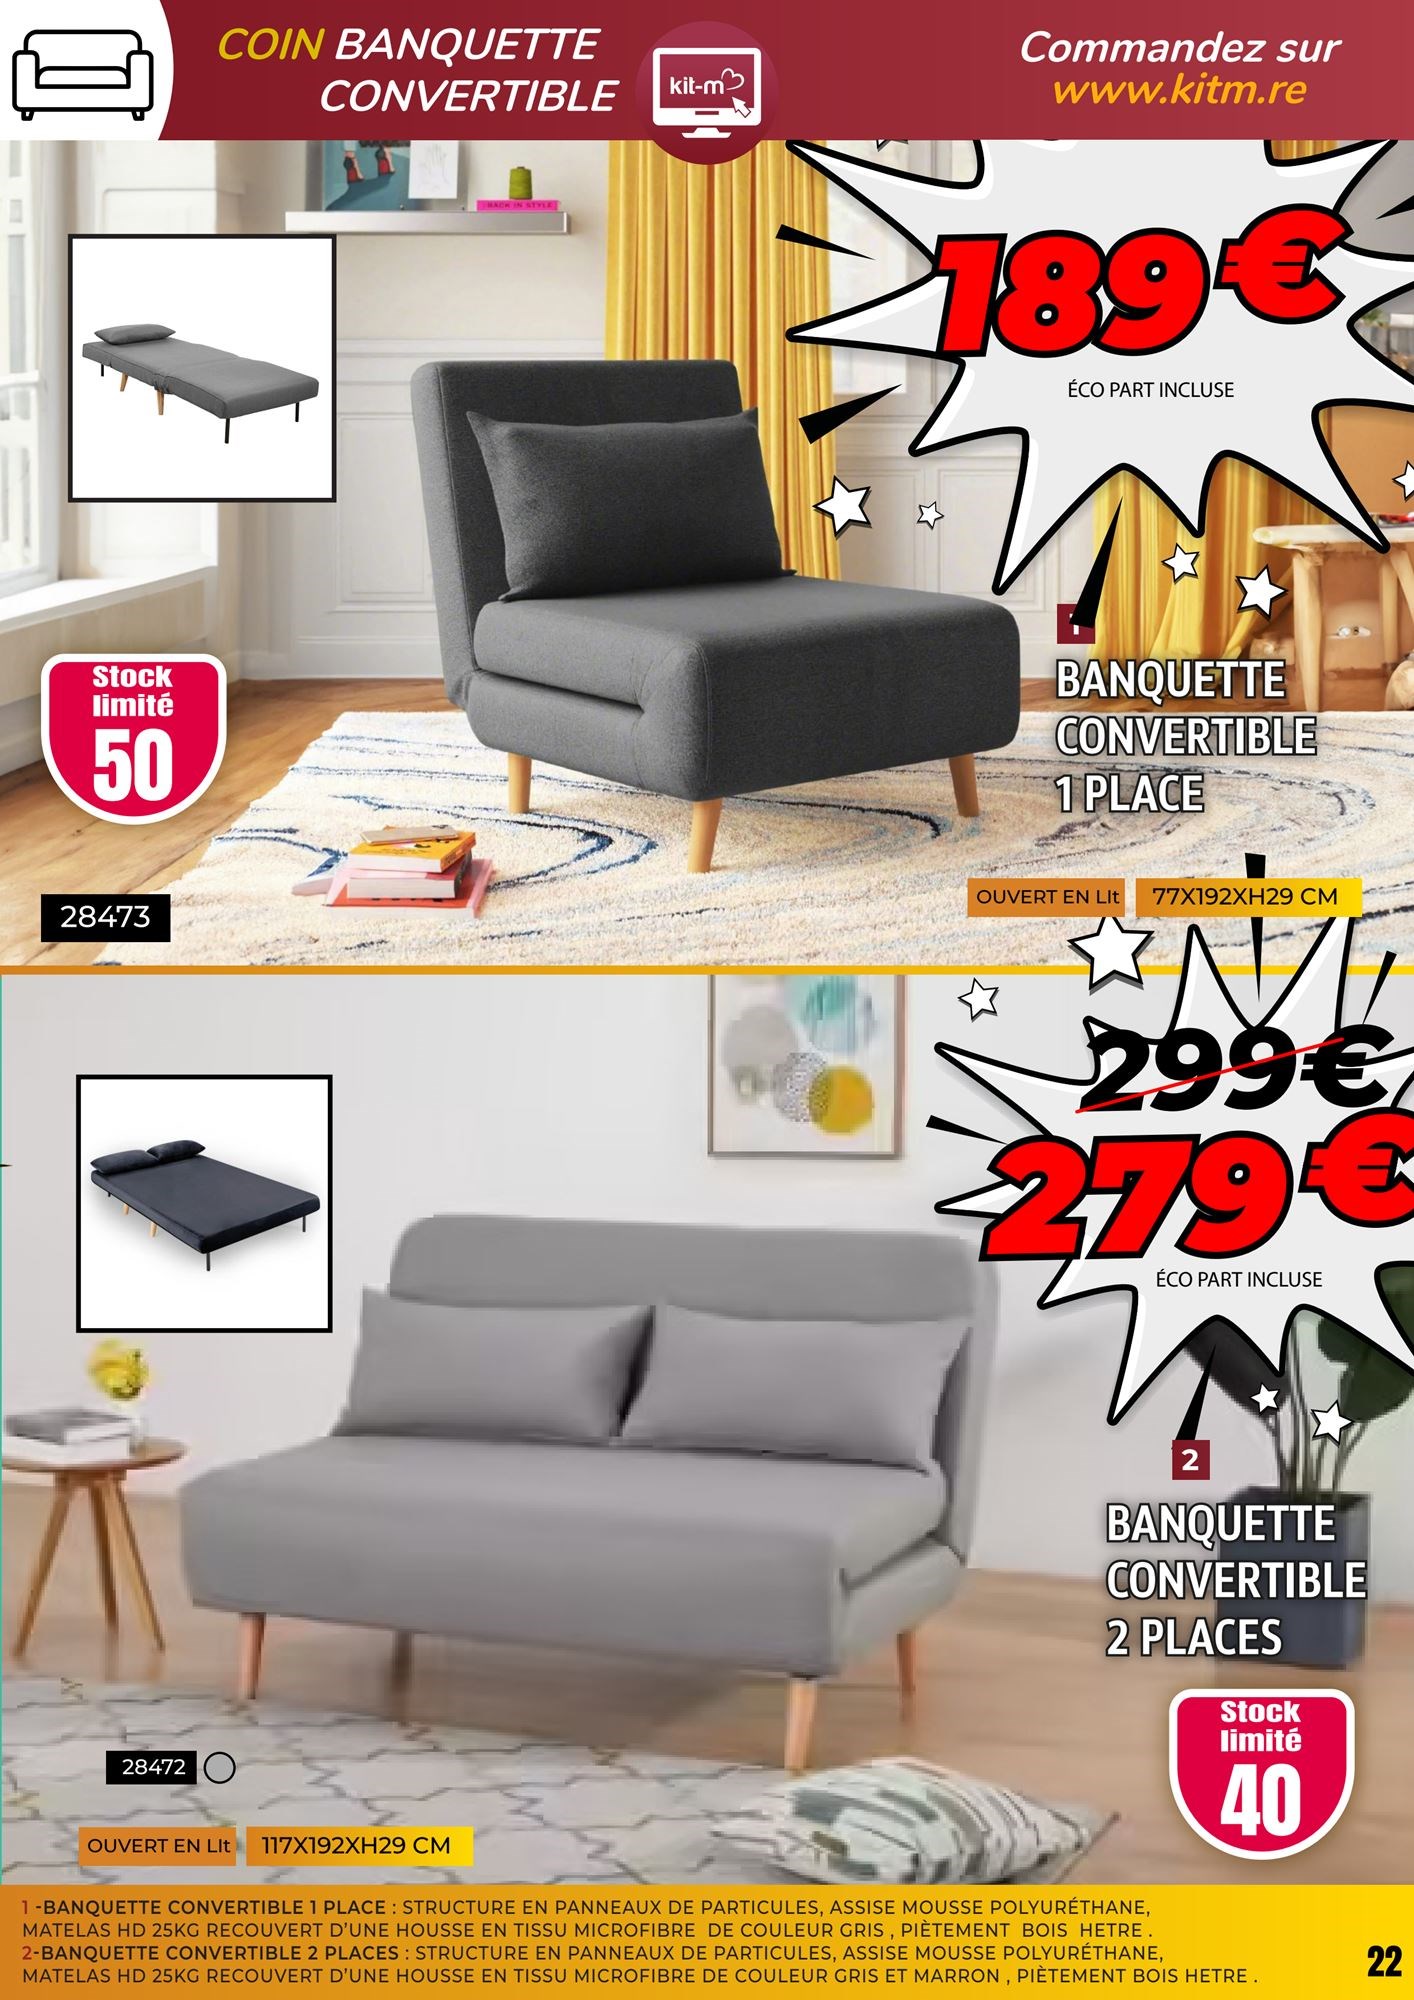 COIN BANQUETTE
CONVERTIBLE
kit-m
Commandez sur
www.kitm.re
BACK IN STYLE
189€
ÉCO PART INCLUSE
Stock
limité
50
1
BANQUETTE
CONVERTIBLE
1 PLACE
28473
OUVERT EN LIt 77X192XH29 CM
299€
279€
ÉCO PART INCLUSE
2
BANQUETTE
CONVERTIBLE
2 PLACES
Stock
limité
40
28472
OUVERT EN LIt 117X192XH29 CM
1 -BANQUETTE CONVERTIBLE 1 PLACE : STRUCTURE EN PANNEAUX DE PARTICULES, ASSISE MOUSSE POLYURÉTHANE,
MATELAS HD 25KG RECOUVERT D'UNE HOUSSE EN TISSU MICROFIBRE DE COULEUR GRIS , PIÈTEMENT BOIS HETRE .
2-BANQUETTE CONVERTIBLE 2 PLACES : STRUCTURE EN PANNEAUX DE PARTICULES, ASSISE MOUSSE POLYURÉTHANE,
MATELAS HD 25KG RECOUVERT D'UNE HOUSSE EN TISSU MICROFIBRE DE COULEUR GRIS ET MARRON , PIÈTEMENT BOIS HETRE .
22